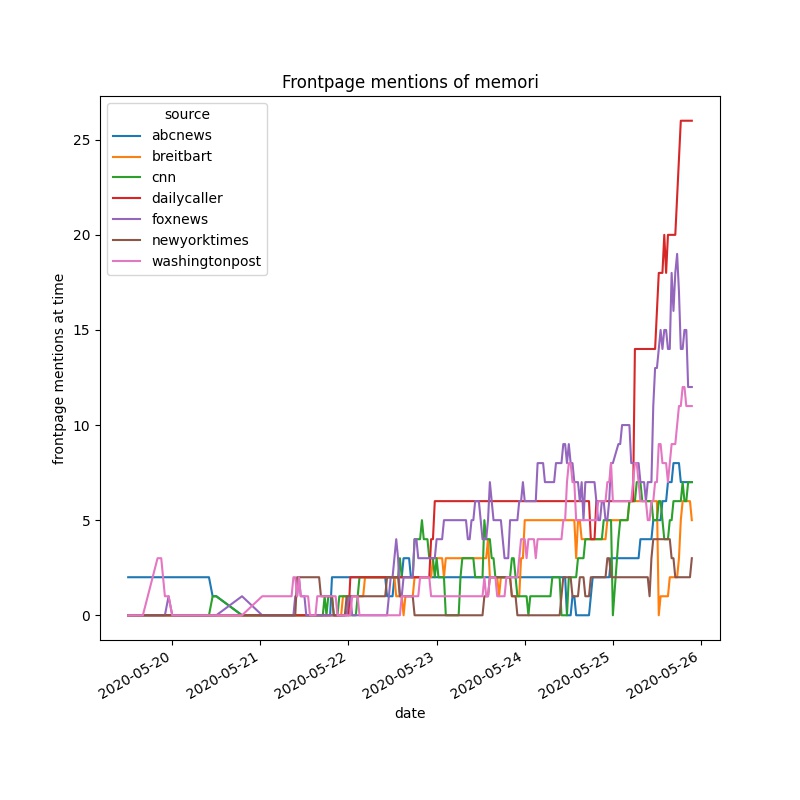 Frontpage mentions of memori
source
abcnews
breitbart
cnn
dailycaller
foxnews
newyorktimes
washingtonpost
frontpage mentions at time
25
20
15
10
5
0
2020-05-20
2020-05-21
2020-05-22
2020-05-23
2020-05-24
2020-05-25
2020-05-26
date